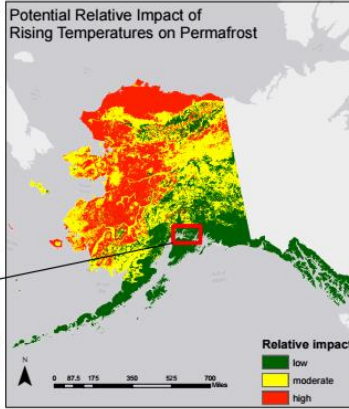 Potential Relative Impact of
Rising Temperatures on Permafrost
Relative impact
low
moderate
high
N
0 87.5 175 350 525 700
Miles